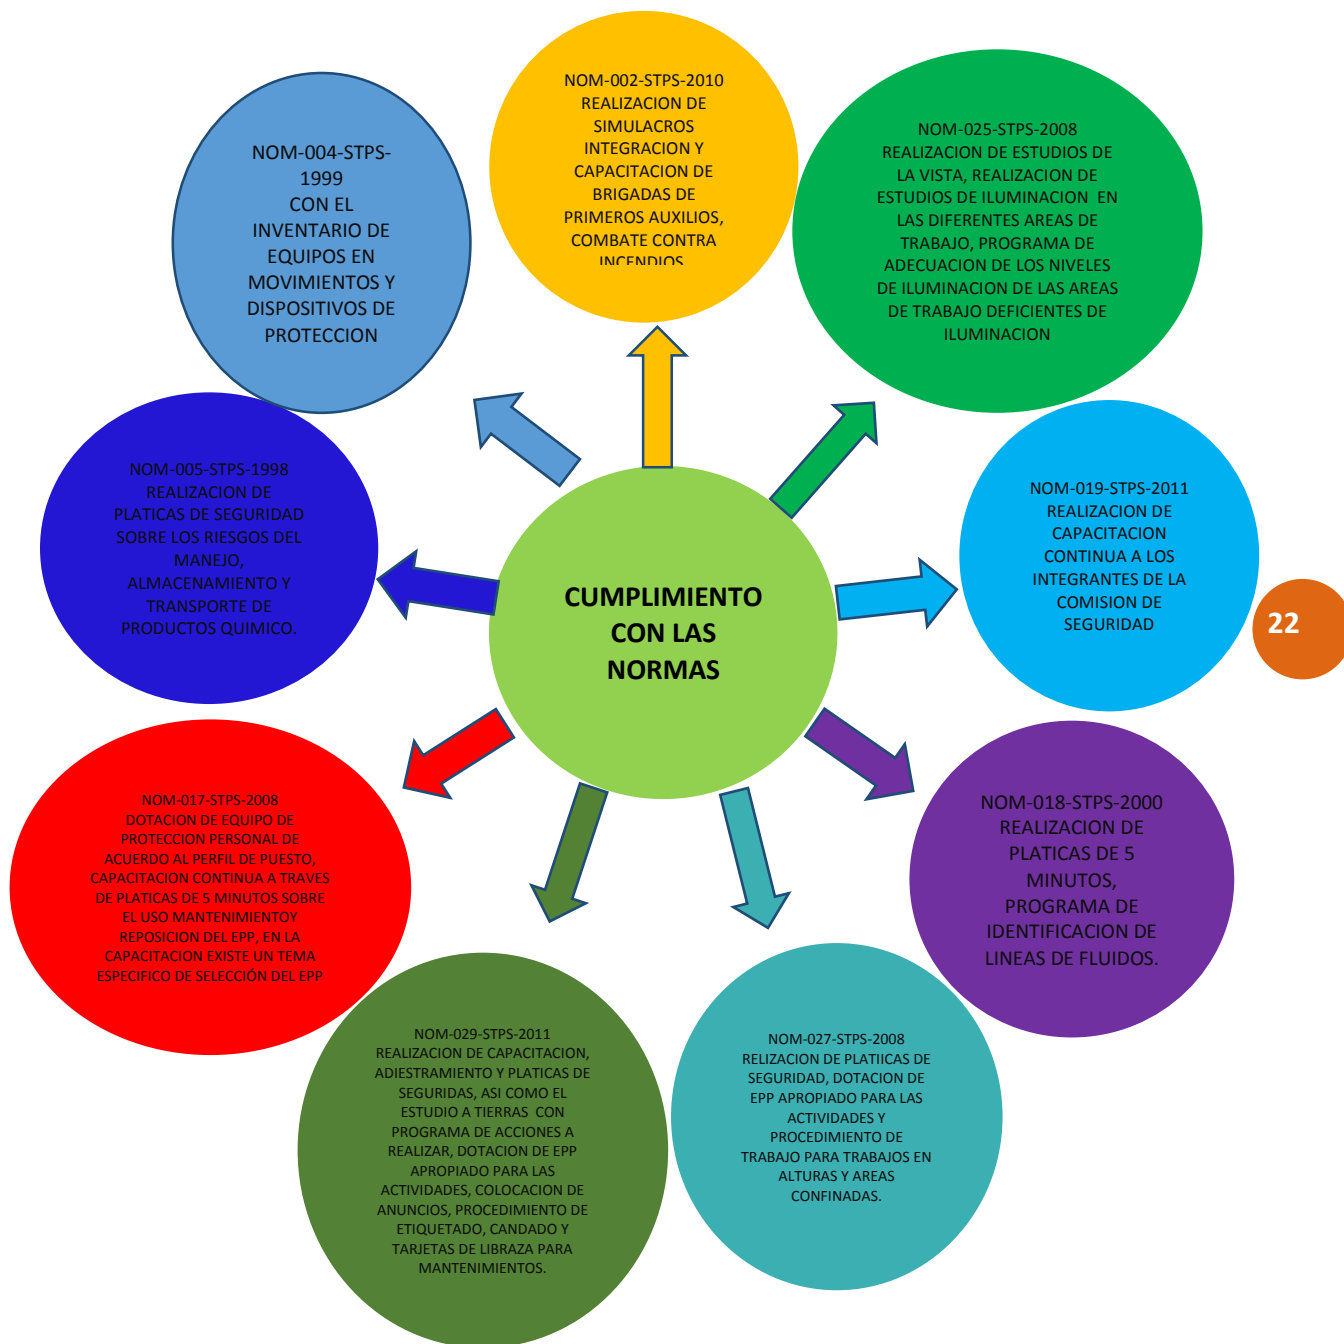 NOM-002-STPS-2010
REALIZACION DE
SIMULACROS
INTEGRACION Y
CAPACITACION DE
BRIGADAS DE
PRIMEROS AUXILIOS,
COMBATE CONTRA
INCENDIOS
NOM-025-STPS-2008
REALIZACION DE ESTUDIOS DE
LA VISTA, REALIZACION DE
ESTUDIOS DE ILUMINACION EN
LAS DIFERENTES AREAS DE
TRABAJO, PROGRAMA DE
ADECUACION DE LOS NIVELES
DE ILUMINACION DE LAS AREAS
DE TRABAJO DEFICIENTES DE
ILUMINACION
NOM-004-STPS-
1999
CON EL
INVENTARIO DE
EQUIPOS EN
MOVIMIENTOS Y
DISPOSITIVOS DE
PROTECCION
NOM-005-STPS-1998
REALIZACION DE
PLATICAS DE SEGURIDAD
SOBRE LOS RIESGOS DEL
MANEJO,
ALMACENAMIENTO Y
TRANSPORTE DE
PRODUCTOS QUIMICO.
NOM-019-STPS-2011
REALIZACION DE
CAPACITACION
CONTINUA A LOS
INTEGRANTES DE LA
COMISION DE
SEGURIDAD
CUMPLIMIENTO
CON LAS
NORMAS
22
NOM-017-STPS-2008
DOTACION DE EQUIPO DE
PROTECCION PERSONAL DE
ACUERDO AL PERFIL DE PUESTO,
CAPACITACION CONTINUA A TRAVES
DE PLATICAS DE 5 MINUTOS SOBRE
EL USO MANTENIMIENTOY
REPOSICION DEL EPP, EN LA
CAPACITACION EXISTE UN TEMA
ESPECIFICO DE SELECCIÓN DEL EPP
NOM-018-STPS-2000
REALIZACION DE
PLATICAS DE 5
MINUTOS,
PROGRAMA DE
IDENTIFICACION DE
LINEAS DE FLUIDOS.
NOM-029-STPS-2011
REALIZACION DE CAPACITACION,
ADIESTRAMIENTO Y PLATICAS DE
SEGURIDAS, ASI COMO EL
ESTUDIO A TIERRAS CON
PROGRAMA DE ACCIONES A
REALIZAR, DOTACION DE EPP
APROPIADO PARA LAS
ACTIVIDADES, COLOCACION DE
ANUNCIOS, PROCEDIMIENTO DE
ETIQUETADO, CANDADO Y
TARJETAS DE LIBRAZA PARA
MANTENIMIENTOS.
NOM-027-STPS-2008
RELIZACION DE PLATIICAS DE
SEGURIDAD, DOTACION DE
EPP APROPIADO PARA LAS
ACTIVIDADES Y
PROCEDIMIENTO DE
TRABAJO PARA TRABAJOS EN
ALTURAS Y AREAS
CONFINADAS.